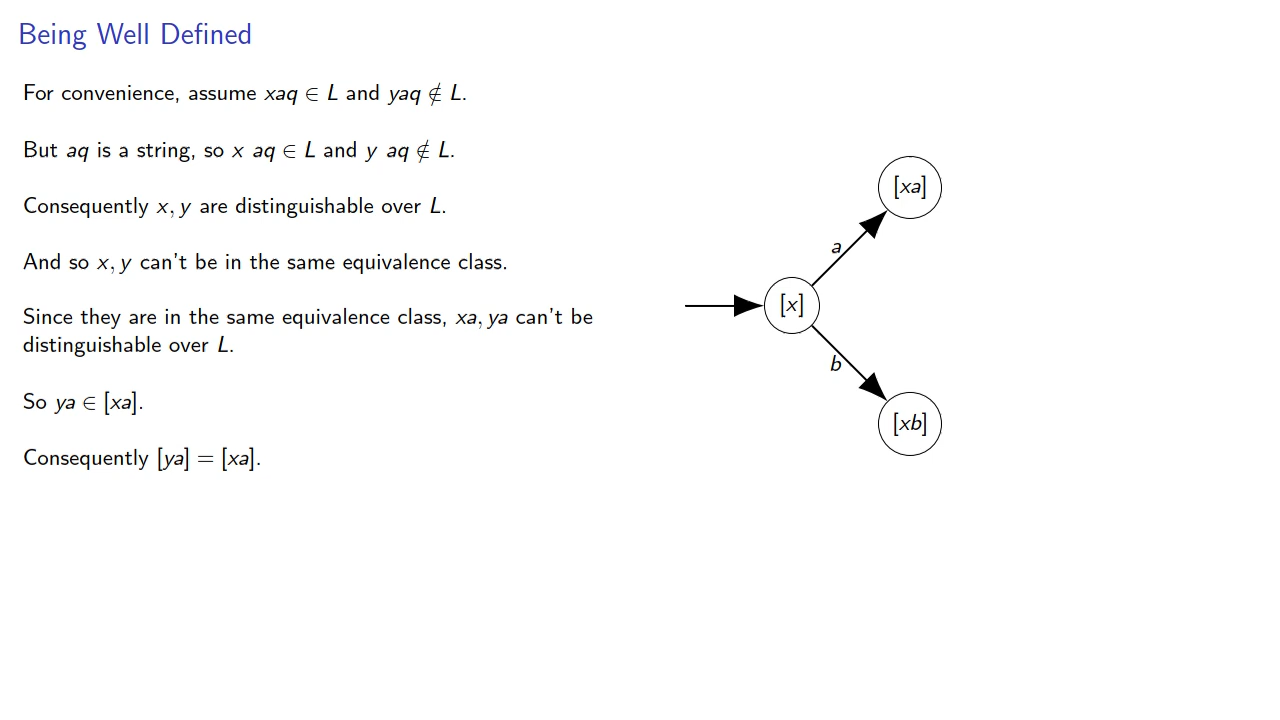 Being Well Defined
For convenience, assume xaq ∈ L and yaq ∉ L.
But aq is a string, so x aq ∈ L and y aq ∉ L.
Consequently x, y are distinguishable over L.
And so x, y can't be in the same equivalence class.
Since they are in the same equivalence class, xa, ya can't be
distinguishable over L.
So ya ∈ [xa].
Consequently [ya] = [xa].
[xa]
a
[x]
b
[xb]